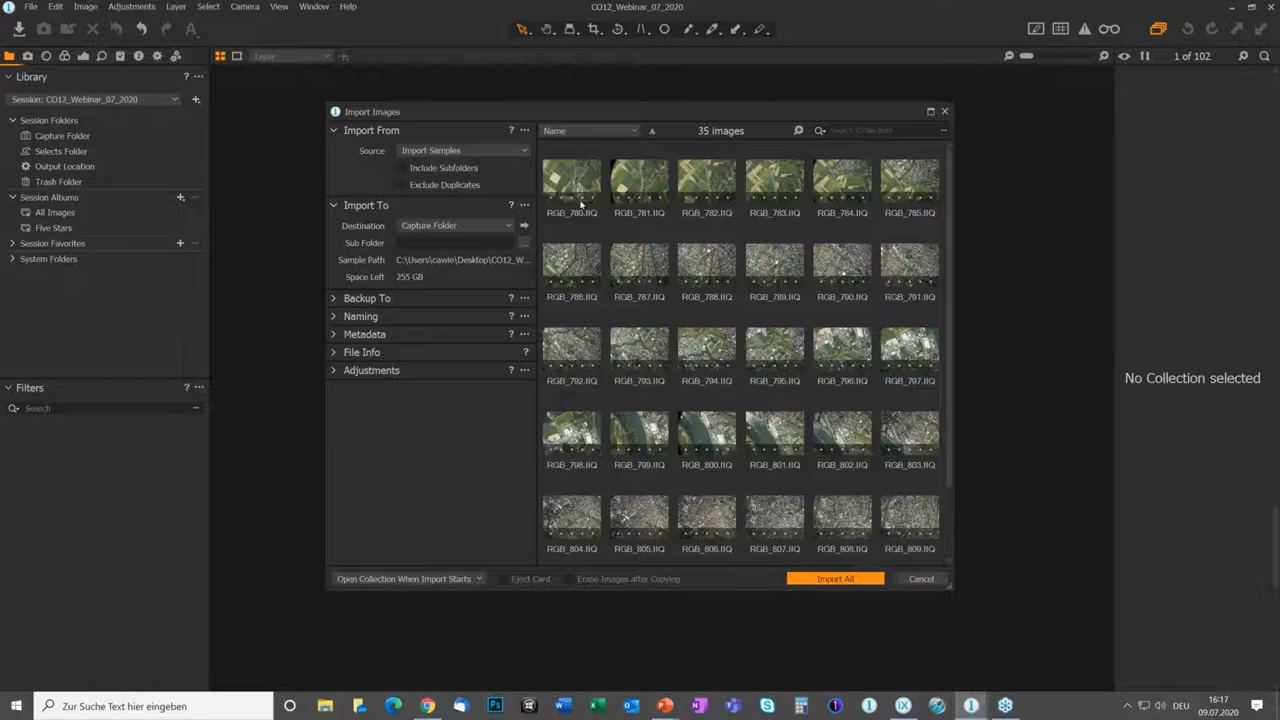 File Edit Image Adjustments Layer Select Camera View Window Help
CO12_Webinar_07_2020
Layer
1 of 102
Library
Session: CO12_Webinar_07_2020
Session Folders
Capture Folder
Selects Folder
Output Location
Trash Folder
Session Albums
All Images
Five Stars
Session Favorites
System Folders
Filters
Search
Import Images
Import From
Source Import Samples
Include Subfolders
Exclude Duplicates
Import To
Destination Capture Folder
Sub Folder
Sample Path C:\Users\cawle\Desktop\CO12_W...
Space Left 255 GB
Backup To
Naming
Metadata
File Info
Adjustments
Name
35 images
RGB_780.IIQ RGB_781.IIQ RGB_782.IIQ RGB_783.IIQ RGB_784.IIQ RGB_785.IIQ
RGB_786.IIQ RGB_787.IIQ RGB_788.IIQ RGB_789.IIQ RGB_790.IIQ RGB_791.IIQ
RGB_792.IIQ RGB_793.IIQ RGB_794.IIQ RGB_795.IIQ RGB_796.IIQ RGB_797.IIQ
RGB_798.IIQ RGB_799.IIQ RGB_800.IIQ RGB_801.IIQ RGB_802.IIQ RGB_803.IIQ
RGB_804.IIQ RGB_805.IIQ RGB_806.IIQ RGB_807.IIQ RGB_808.IIQ RGB_809.IIQ
Open Collection When Import Starts
Eject Card
Erase Images after Copying
Import All
Cancel
No Collection selected
Zur Suche Text hier eingeben
DEU
16:17
09.07.2020